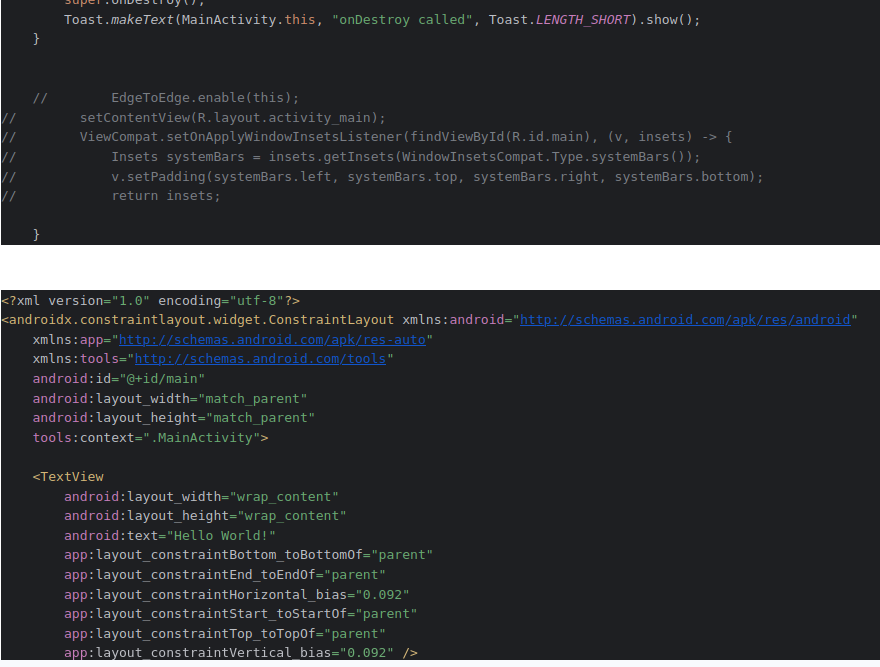 super.onDestroy();
Toast.makeText(MainActivity.this, "onDestroy called", Toast.LENGTH_SHORT).show();
}
//        EdgeToEdge.enable(this);
//        setContentView(R.layout.activity_main);
//        ViewCompat.setOnApplyWindowInsetsListener(findViewById(R.id.main), (v, insets) -> {
//            Insets systemBars = insets.getInsets(WindowInsetsCompat.Type.systemBars());
//            v.setPadding(systemBars.left, systemBars.top, systemBars.right, systemBars.bottom);
//            return insets;
}
<?xml version="1.0" encoding="utf-8"?>
<androidx.constraintlayout.widget.ConstraintLayout xmlns:android="http://schemas.android.com/apk/res/android"
    xmlns:app="http://schemas.android.com/apk/res-auto"
    xmlns:tools="http://schemas.android.com/tools"
    android:id="@+id/main"
    android:layout_width="match_parent"
    android:layout_height="match_parent"
    tools:context=".MainActivity">
    <TextView
        android:layout_width="wrap_content"
        android:layout_height="wrap_content"
        android:text="Hello World!"
        app:layout_constraintBottom_toBottomOf="parent"
        app:layout_constraintEnd_toEndOf="parent"
        app:layout_constraintHorizontal_bias="0.092"
        app:layout_constraintStart_toStartOf="parent"
        app:layout_constraintTop_toTopOf="parent"
        app:layout_constraintVertical_bias="0.092" />